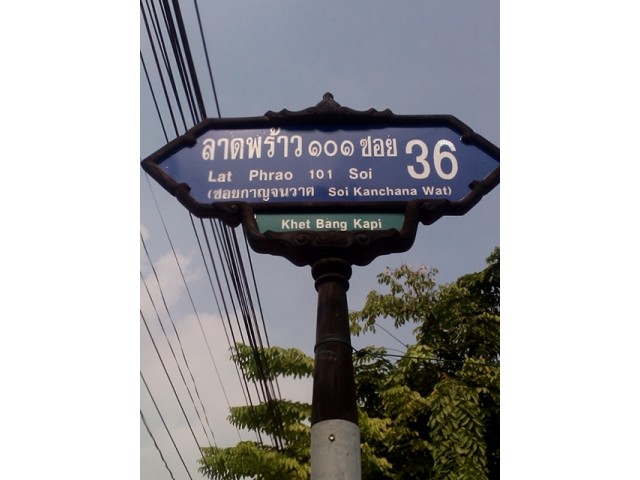 ลาดพร้าว ๑๐๑ ซอย 36
Lat Phrao 101 Soi
(ซอยกาญจนวาศ Soi Kanchana Wat)
Khet Bang Kapi